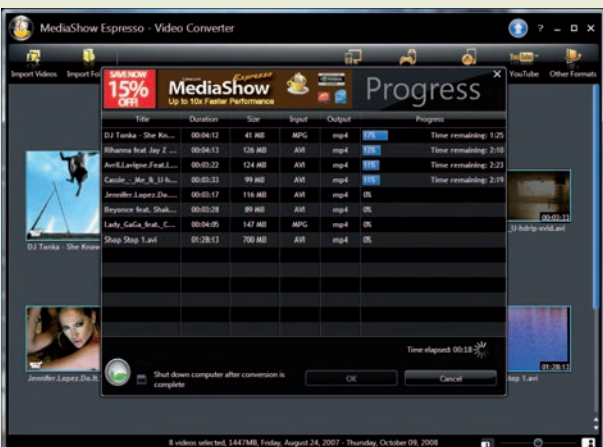 MediaShow Espresso - Video Converter
Import Videos Import Fo
YouTube Other Formats
SAVE NOW
15%
OFF!
CyberLink
MediaShow Espresso
Up to 10x Faster Performance
Progress
Title Duration Size Input Output Progress
DJ Tonka - She Kn... 00:04:12 41 MB MPG mp4 17% Time remaining: 1:25
Rihanna feat Jay Z ... 00:04:13 126 MB AVI mp4 12% Time remaining: 2:10
Avril.Lavigne.Feat.L... 00:03:22 124 MB AVI mp4 11% Time remaining: 2:23
Cassie_-_Me_&_U-h... 00:03:33 99 MB AVI mp4 11% Time remaining: 2:19
Jennifer.Lopez.Do.... 00:03:17 116 MB AVI mp4 0%
Beyonce feat. Shak... 00:03:28 89 MB AVI mp4 0%
Lady_GaGa_feat._C... 00:04:05 147 MB MPG mp4 0%
Shop Stop 1.avi 01:28:13 700 MB AVI mp4 0%
00:03:33
DJ Tonka - She Know
_U-hdrip-xvid.avi
Time elapsed: 00:18
Shut down computer after conversion is
complete
OK Cancel
01:28:13
Jennifer.Lopez.Do.It.
top 1.avi
8 videos selected, 1447MB, Friday, August 24, 2007 - Thursday, October 09, 2008